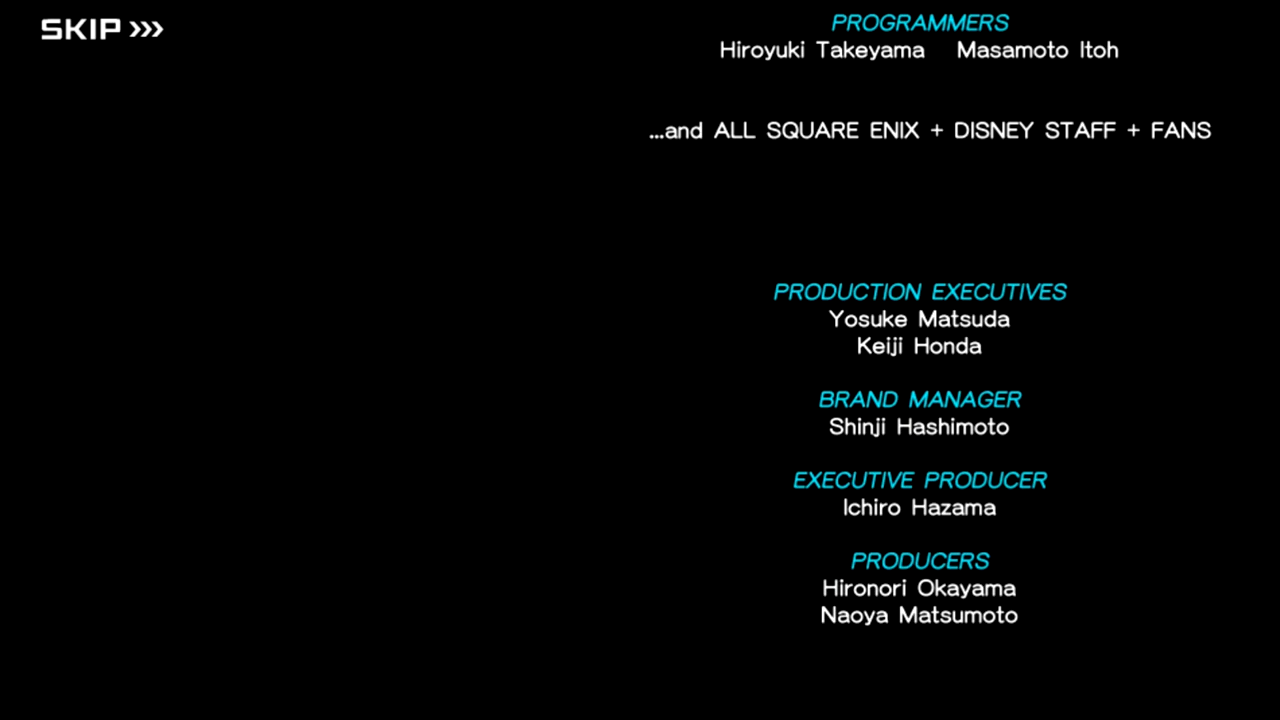 SKIP >>>
PROGRAMMERS
Hiroyuki Takeyama Masamoto Itoh
...and ALL SQUARE ENIX + DISNEY STAFF + FANS
PRODUCTION EXECUTIVES
Yosuke Matsuda
Keiji Honda
BRAND MANAGER
Shinji Hashimoto
EXECUTIVE PRODUCER
Ichiro Hazama
PRODUCERS
Hironori Okayama
Naoya Matsumoto